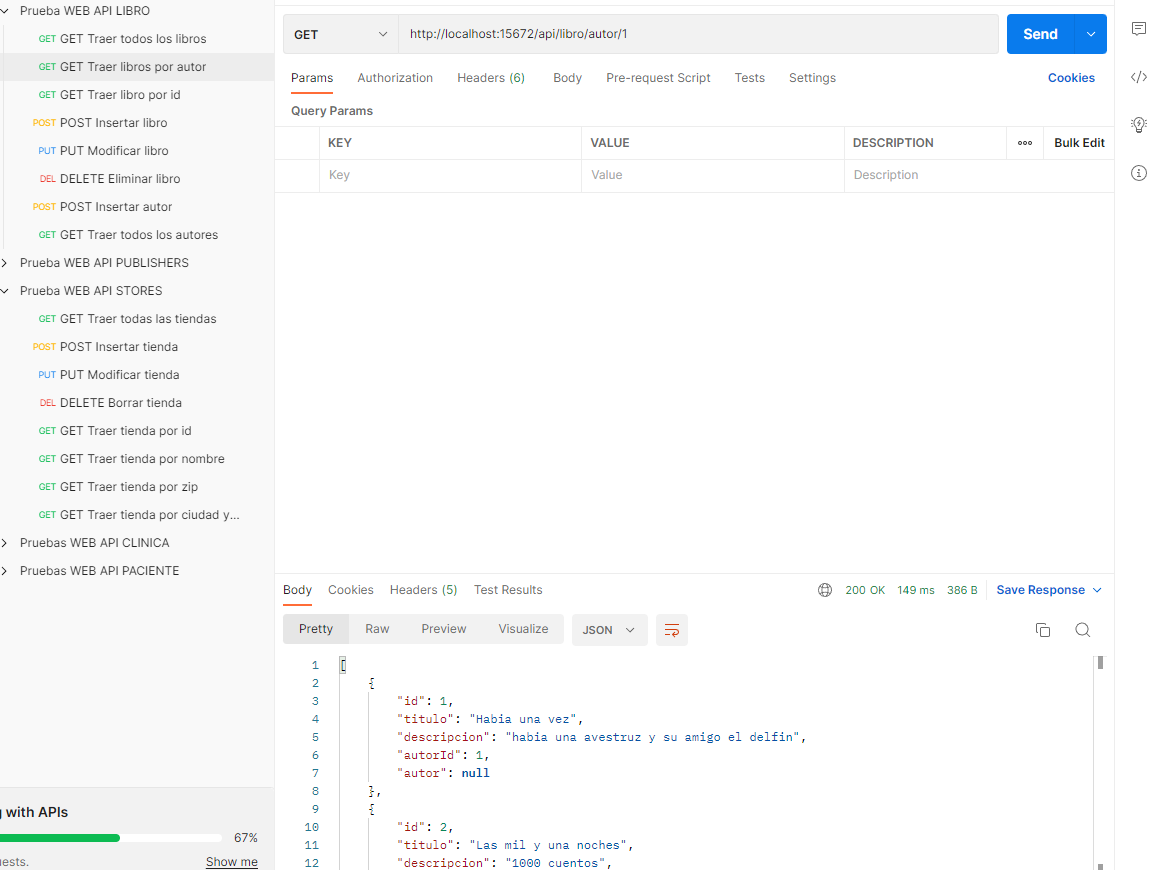 Prueba WEB API LIBRO
GET GET Traer todos los libros
GET GET Traer libros por autor
GET GET Traer libro por id
POST POST Insertar libro
PUT PUT Modificar libro
DEL DELETE Eliminar libro
POST POST Insertar autor
GET GET Traer todos los autores
Prueba WEB API PUBLISHERS
Prueba WEB API STORES
GET GET Traer todas las tiendas
POST POST Insertar tienda
PUT PUT Modificar tienda
DEL DELETE Borrar tienda
GET GET Traer tienda por id
GET GET Traer tienda por nombre
GET GET Traer tienda por zip
GET GET Traer tienda por ciudad y...
Pruebas WEB API CLINICA
Pruebas WEB API PACIENTE
with APIs
67%
Show me
GET http://localhost:15672/api/libro/autor/1 Send
Params Authorization Headers (6) Body Pre-request Script Tests Settings Cookies
Query Params
KEY VALUE DESCRIPTION ooo Bulk Edit
Key Value Description
Body Cookies Headers (5) Test Results 200 OK 149 ms 386 B Save Response
Pretty Raw Preview Visualize JSON
1 [
2 {
3 "id": 1,
4 "titulo": "Habia una vez",
5 "descripcion": "habia una avestruz y su amigo el delfin",
6 "autorId": 1,
7 "autor": null
8 },
9 {
10 "id": 2,
11 "titulo": "Las mil y una noches",
12 "descripcion": "1000 cuentos",